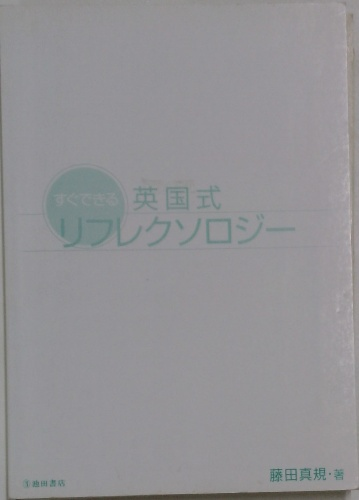 すぐできる
英国式
リフレクソロジー
藤田真規・著
池田書店